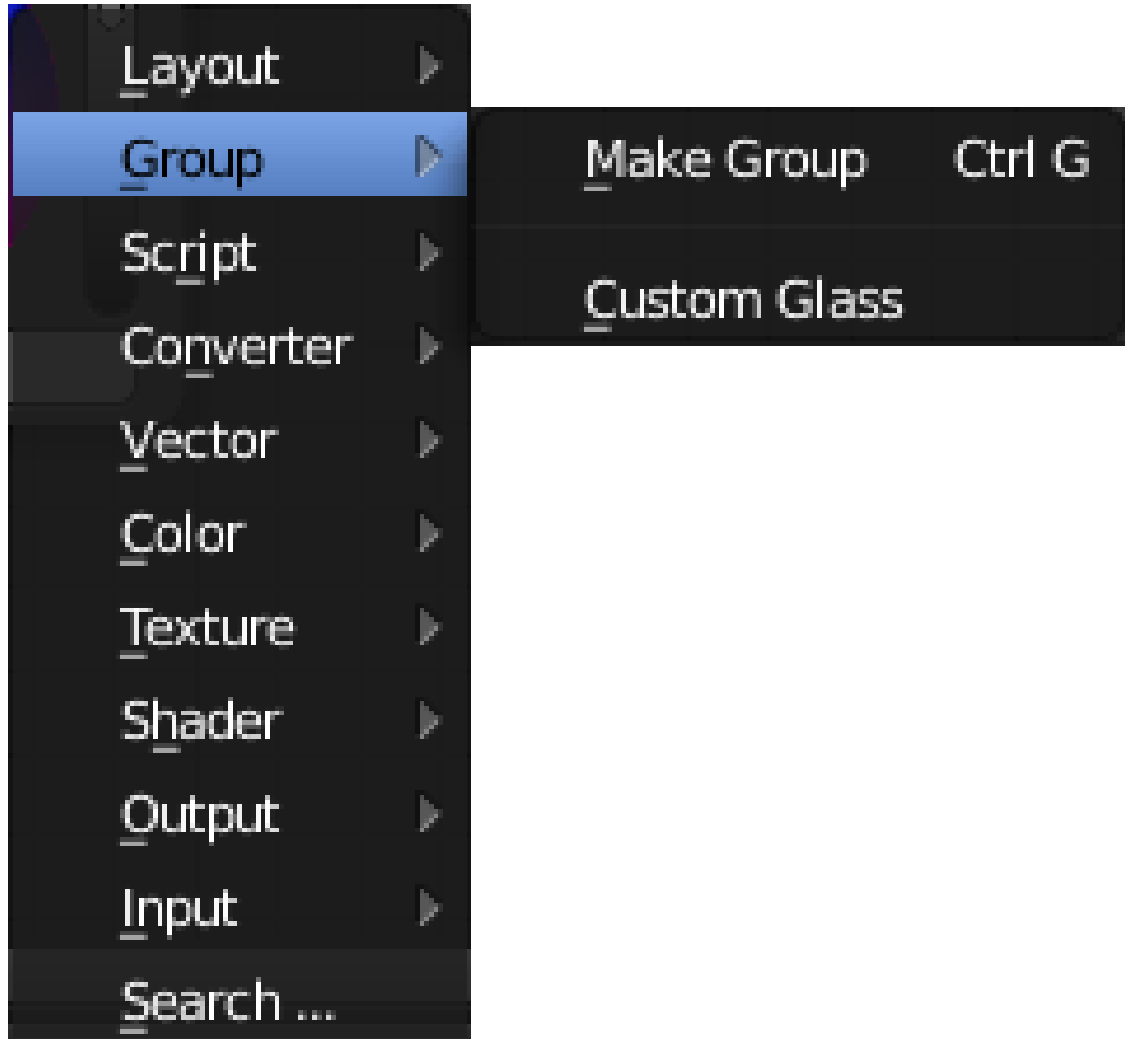 Layout
Group
Make Group Ctrl G
Script
Custom Glass
Converter
Vector
Color
Texture
Shader
Output
Input
Search ...